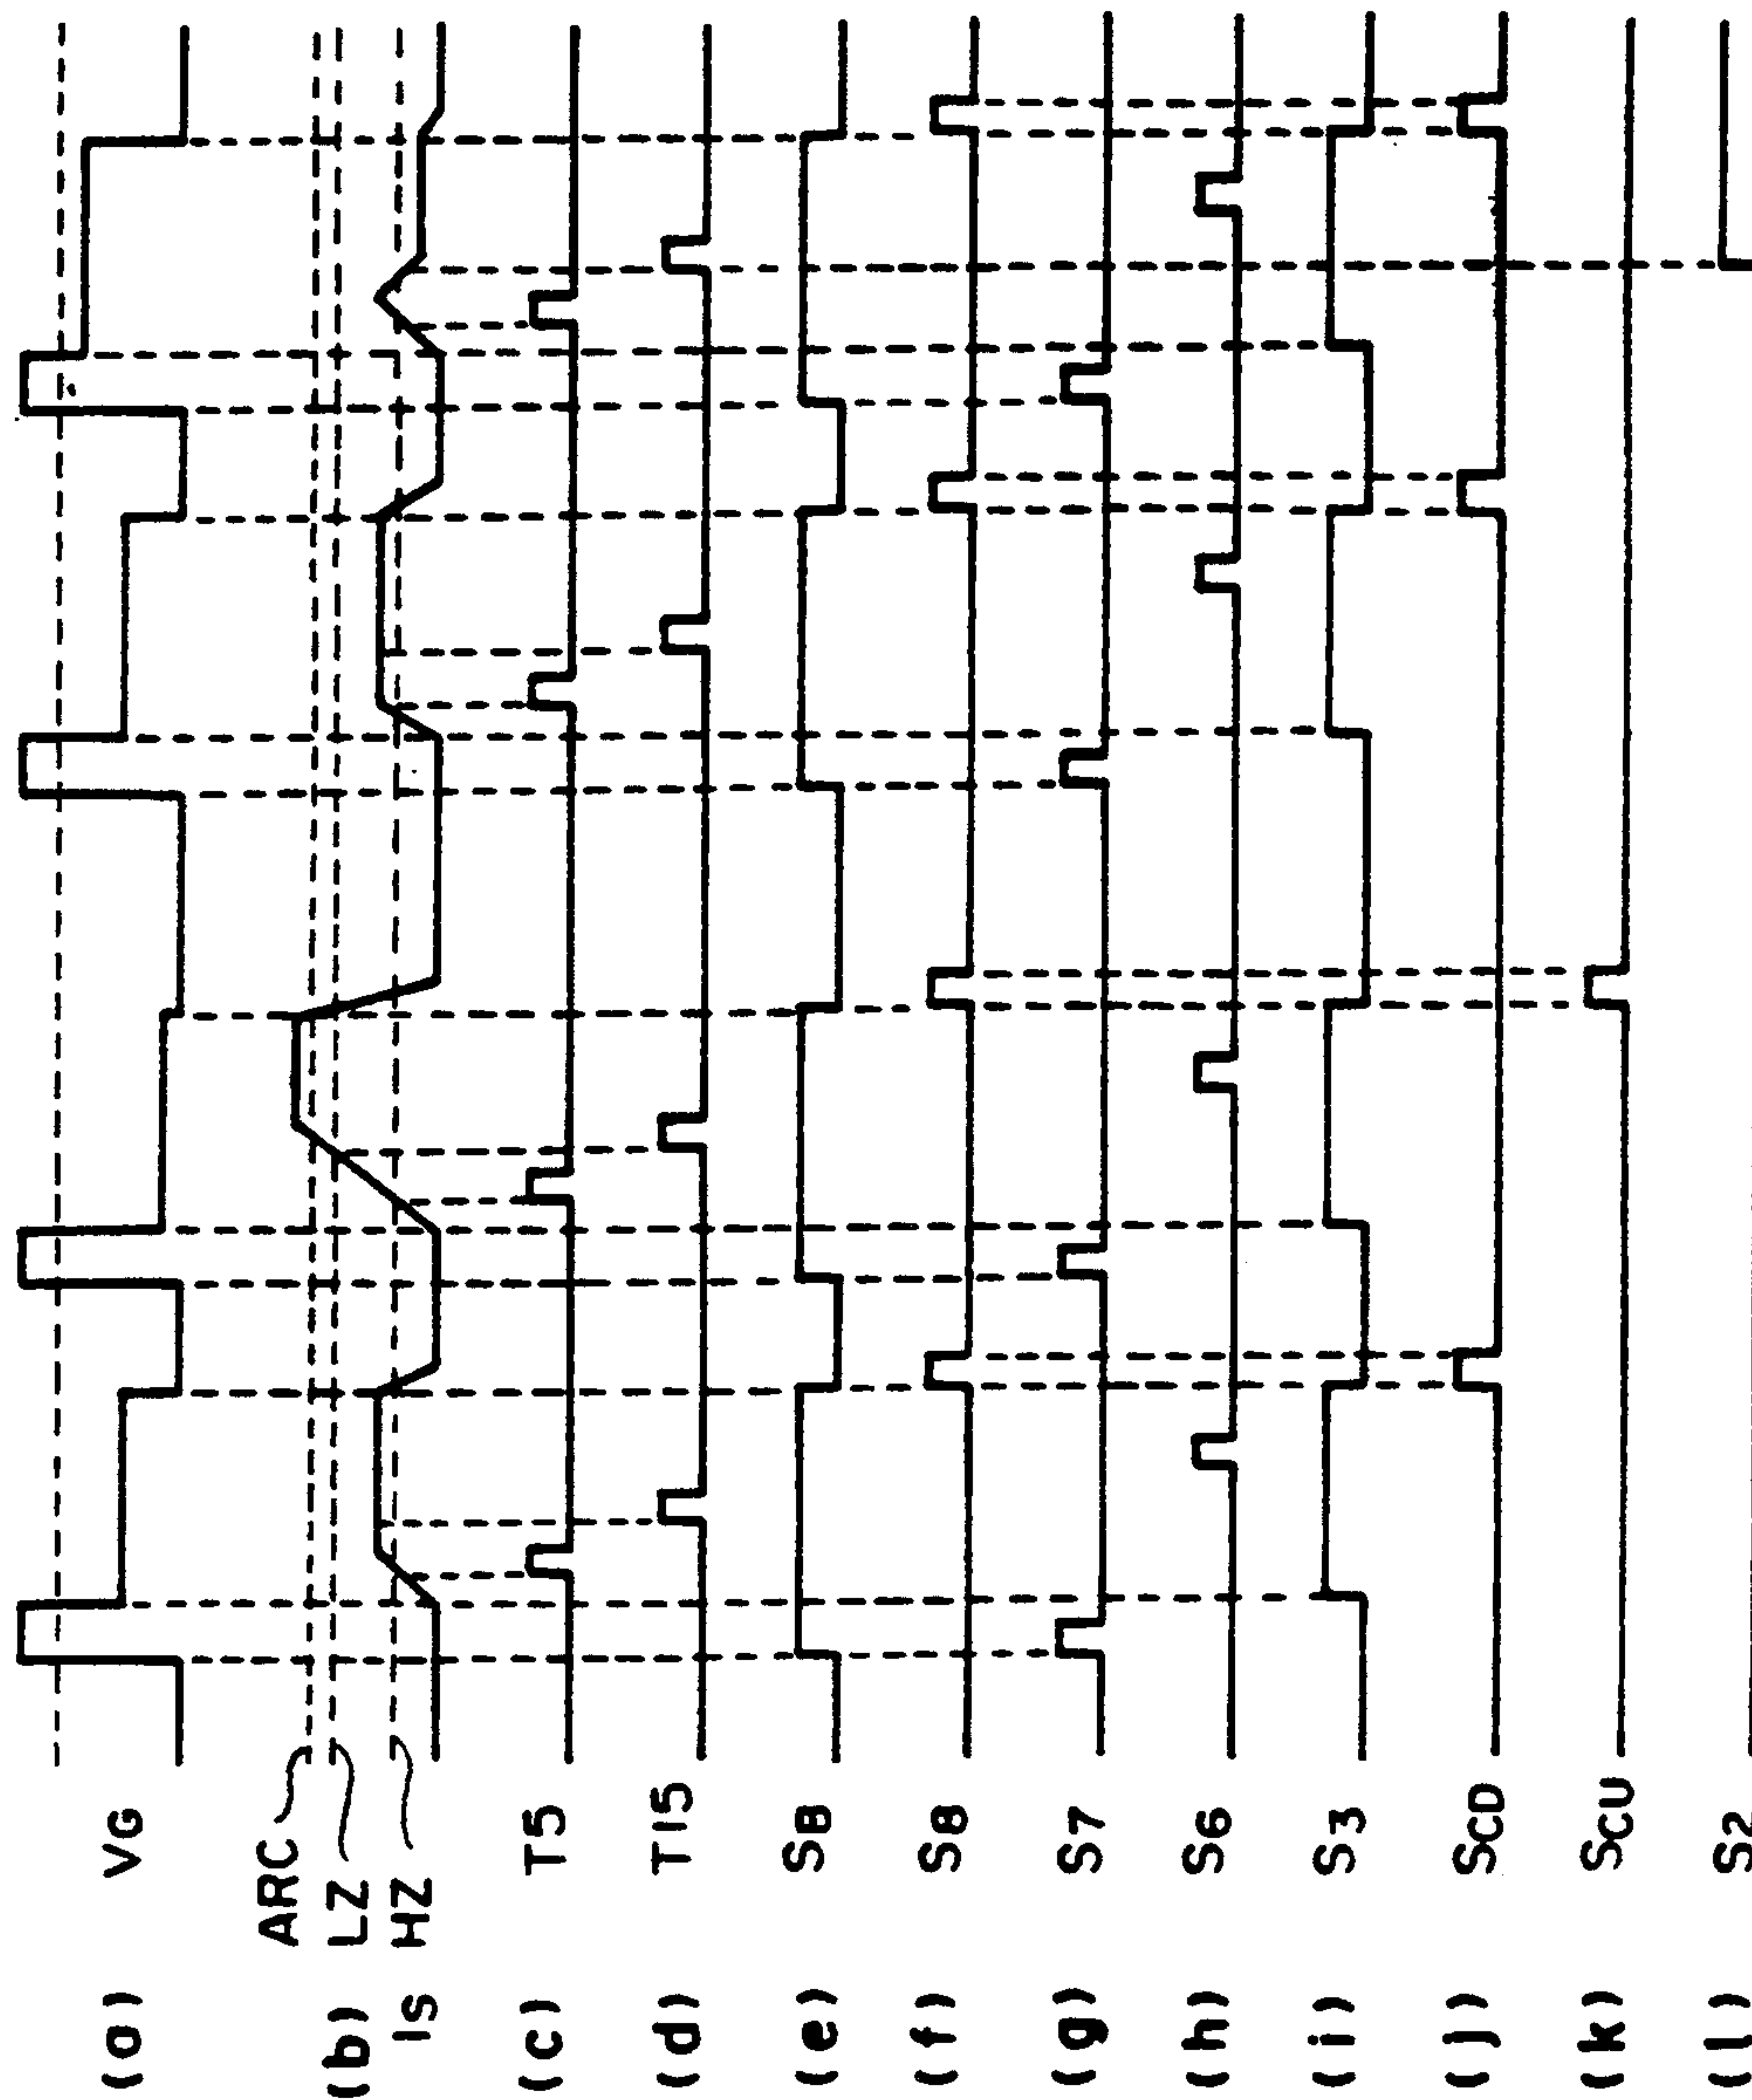 (a) VG
ARC
LZ
(b)
HZ
Is
(c) T5
(d) T15
(e) SB
(f) S8
(g) S7
(h) S6
(i) S3
(j) SCD
(k) SCU
(l) S2